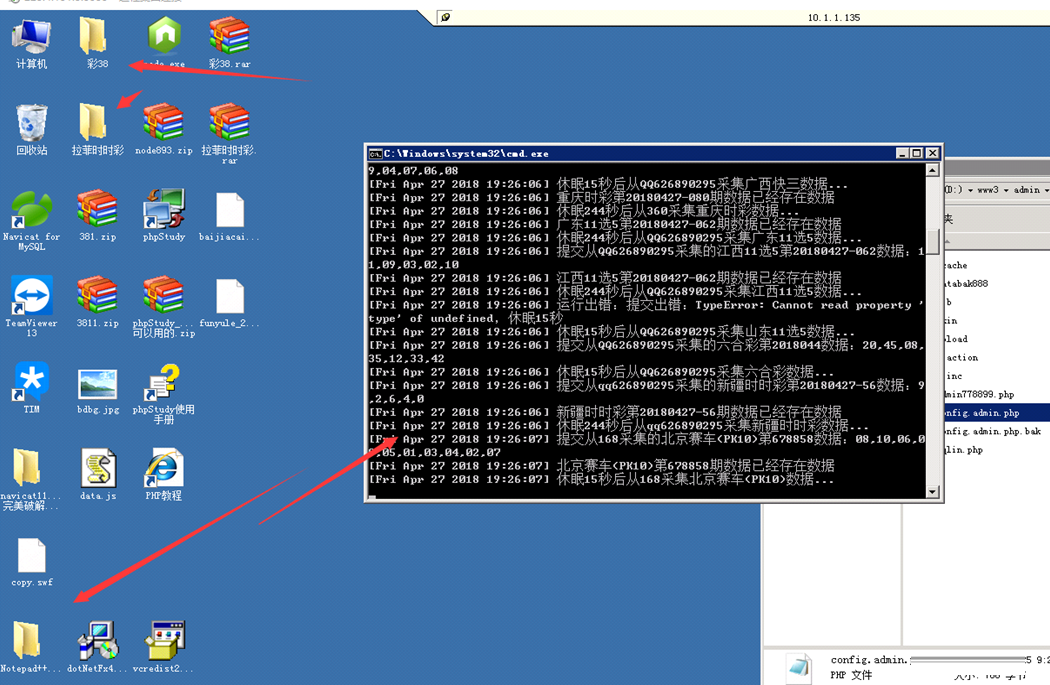 10.1.1.135
计算机
彩38
node.exe
彩38.rar
回收站
拉菲时时彩
node893.zip
拉菲时时彩.
rar
Navicat for
MySQL
381.zip
phpStudy
baijiacai...
TeamViewer
13
3811.zip
phpStudy_...
可以用的.zip
funyule_2...
TIM
bdbg.jpg
phpStudy使用
手册
navicat11...
完美破解...
data.js
PHP教程
copy.swf
Notepad++...
dotNetFx4...
vcredist2...
C:\Windows\system32\cmd.exe
9,04,07,06,08
[Fri Apr 27 2018 19:26:06] 休眠15秒后从QQ626890295采集广西快三数据...
[Fri Apr 27 2018 19:26:06] 重庆时彩第20180427-080期数据已经存在数据
[Fri Apr 27 2018 19:26:06] 休眠244秒后从360采集重庆时彩数据...
[Fri Apr 27 2018 19:26:06] 广东11选5第20180427-062期数据已经存在数据
[Fri Apr 27 2018 19:26:06] 休眠244秒后从QQ626890295采集广东11选5数据...
[Fri Apr 27 2018 19:26:06] 提交从QQ626890295采集的江西11选5第20180427-062数据：1
1,09,03,02,10
[Fri Apr 27 2018 19:26:06] 江西11选5第20180427-062期数据已经存在数据
[Fri Apr 27 2018 19:26:06] 休眠244秒后从QQ626890295采集江西11选5数据...
[Fri Apr 27 2018 19:26:06] 运行出错：提交出错：TypeError: Cannot read property '
type' of undefined, 休眠15秒
[Fri Apr 27 2018 19:26:06] 休眠15秒后从QQ626890295采集山东11选5数据...
[Fri Apr 27 2018 19:26:06] 提交从QQ626890295采集的六合彩第2018044数据：20,45,08,
35,12,33,42
[Fri Apr 27 2018 19:26:06] 休眠15秒后从QQ626890295采集六合彩数据...
[Fri Apr 27 2018 19:26:06] 提交从qq626890295采集的新疆时时彩第20180427-56数据：9
,2,6,4,0
[Fri Apr 27 2018 19:26:06] 新疆时时彩第20180427-56期数据已经存在数据
[Fri Apr 27 2018 19:26:06] 休眠244秒后从qq626890295采集新疆时时彩数据...
[Fri Apr 27 2018 19:26:07] 提交从168采集的北京赛车(PK10)第678858数据：08,10,06,0
,05,01,03,04,02,07
[Fri Apr 27 2018 19:26:07] 北京赛车(PK10)第678858期数据已经存在数据
[Fri Apr 27 2018 19:26:07] 休眠15秒后从168采集北京赛车(PK10)数据...
(D:) ▾ www3 ▾ admin ▾
夹
ache
atabak888
b
in
load
action
inc
dmin778899.php
onfig.admin.php
onfig.admin.php.bak
qlin.php
config.admin.
PHP 文件